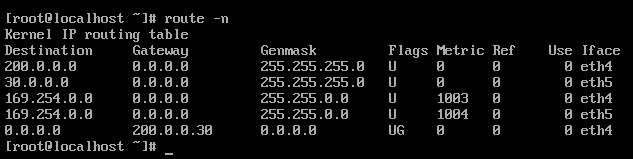 [root@localhost ~]# route -n
Kernel IP routing table
Destination     Gateway         Genmask         Flags Metric Ref    Use Iface
200.0.0.0       0.0.0.0         255.255.255.0   U     0      0        0 eth4
30.0.0.0        0.0.0.0         255.255.255.0   U     0      0        0 eth5
169.254.0.0     0.0.0.0         255.255.0.0     U     1003   0        0 eth4
169.254.0.0     0.0.0.0         255.255.0.0     U     1004   0        0 eth5
0.0.0.0         200.0.0.30      0.0.0.0         UG    0      0        0 eth4
[root@localhost ~]# _